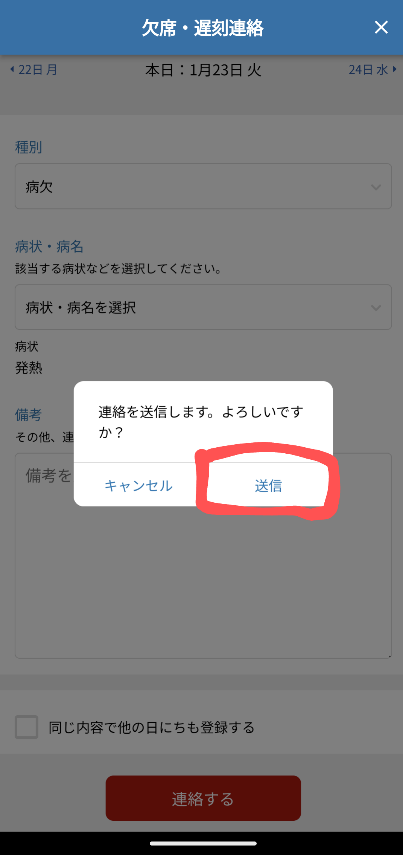 欠席・遅刻連絡
22日 月
本日：1月23日 火
24日 水
種別
病欠
病状・病名
該当する病状などを選択してください。
病状・病名を選択
病状
発熱
備考
その他、連
備考を
連絡を送信します。よろしいです
か？
キャンセル
送信
同じ内容で他の日にちも登録する
連絡する